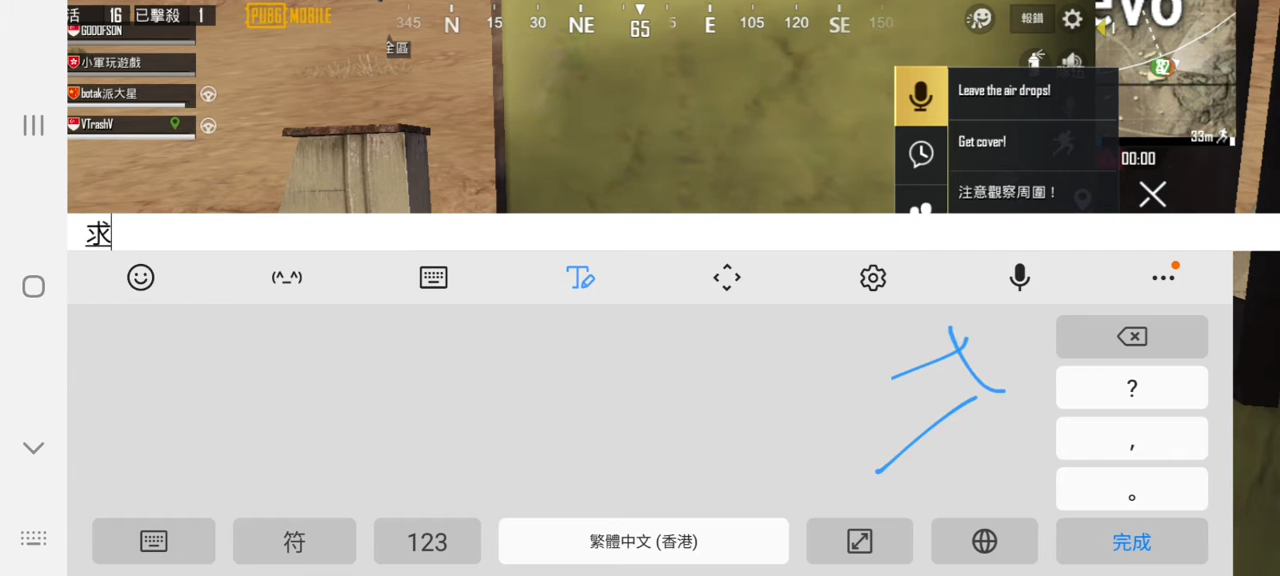 活 16 已擊殺 1
PUBG MOBILE
345 N 15 30 NE 65 5 E 105 120 SE 150
報錯
GODOFSON
小軍玩遊戲
botak派大星
VTrashV
全區
Leave the air drops!
Get cover!
注意觀察周圍！
33m
00:00
求
(^_^)
?
,
。
符
123
繁體中文 (香港)
完成